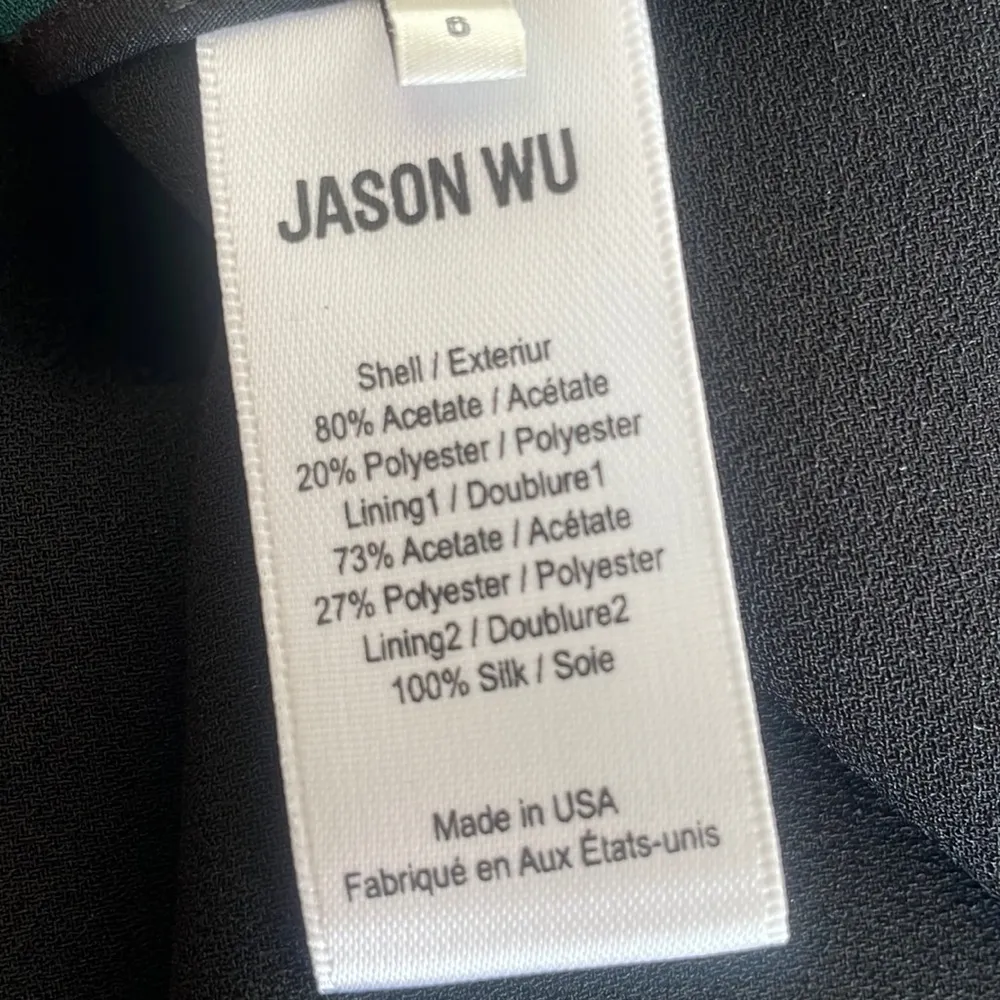 6
JASON WU
Shell / Exteriur
80% Acetate / Acétate
20% Polyester / Polyester
Lining1 / Doublure1
73% Acetate / Acétate
27% Polyester / Polyester
Lining2 / Doublure2
100% Silk / Soie
Made in USA
Fabriqué en Aux États-unis